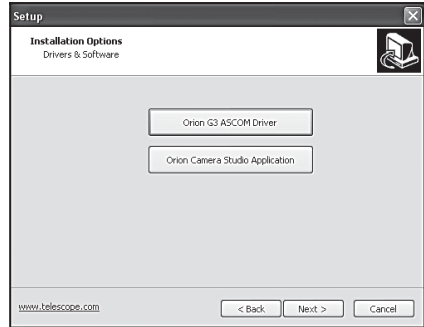 Setup
Installation Options
Drivers & Software
Orion G3 ASCOM Driver
Orion Camera Studio Application
www.telescope.com
< Back
Next >
Cancel